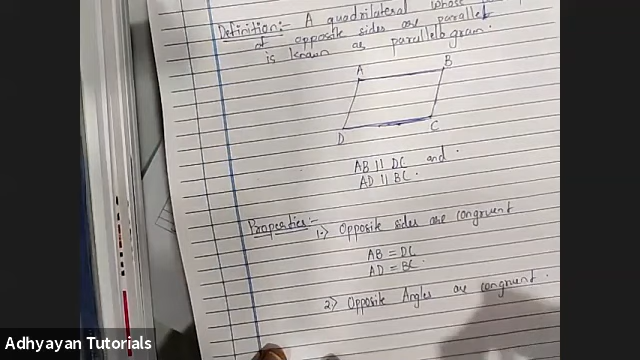 Definition:- A quadrilateral whose
of opposite sides are parallel
is known as parallelogram.
A B
D C
AB || DC and
AD || BC.
Properties:- 1.> Opposite sides are congruent
AB = DC
AD = BC.
2> Opposite Angles are congruent.
Adhyayan Tutorials